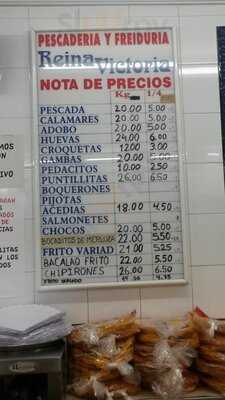 PESCADERIA Y FREIDURIA
Reina Victoria
NOTA DE PRECIOS
Kg 1/4
PESCADA 20.00 5.00
CALAMARES 20.00 5.00
ADOBO 20.00 5.00
HUEVAS 24.00 6.00
CROQUETAS 12.00 3.00
GAMBAS 20.00 5.00
PEDACITOS 10.00 2.50
PUNTILLITAS 26.00 6.50
BOQUERONES
PIJOTAS
ACEDIAS 18.00 4.50
SALMONETES
CHOCOS 20.00 5.00
BOCADITOS DE MERLUZA 22.00 5.50
FRITO VARIAD 21.00 5.25
BACALAO FRITO 22.00 5.50
CHIPIRONES 26.00 6.50
4.75